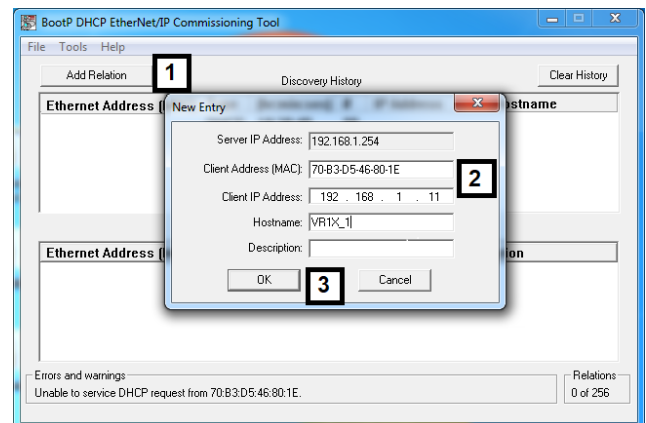 BootP DHCP EtherNet/IP Commissioning Tool
File Tools Help
Add Relation 1 Discovery History Clear History
Ethernet Address ostname
New Entry
Server IP Address: 192.168.1.254
Client Address (MAC): 70-B3-D5-46-80-1E
2
Client IP Address: 192 . 168 . 1 . 11
Hostname: VR1X_1
Description:
Ethernet Address ion
OK 3 Cancel
Errors and warnings
Unable to service DHCP request from 70:B3:D5:46:80:1E.
Relations
0 of 256